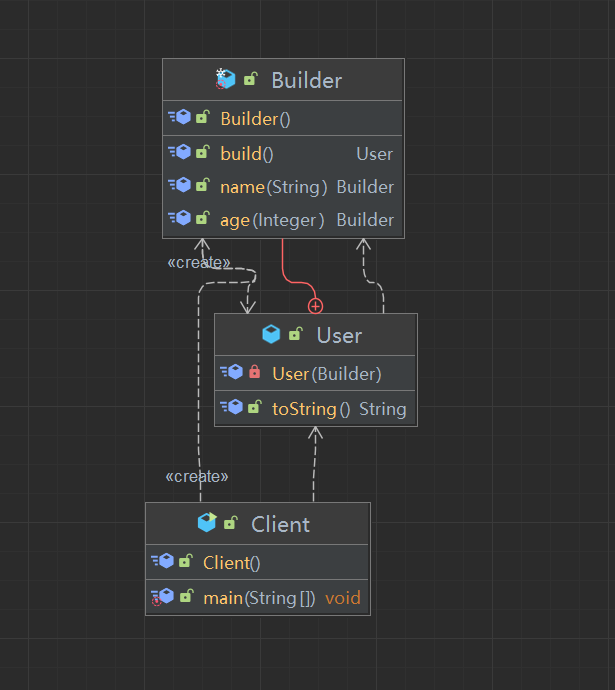 Builder
Builder()
build() User
name(String) Builder
age(Integer) Builder
«create»
User
User(Builder)
toString() String
«create»
Client
Client()
main(String[]) void